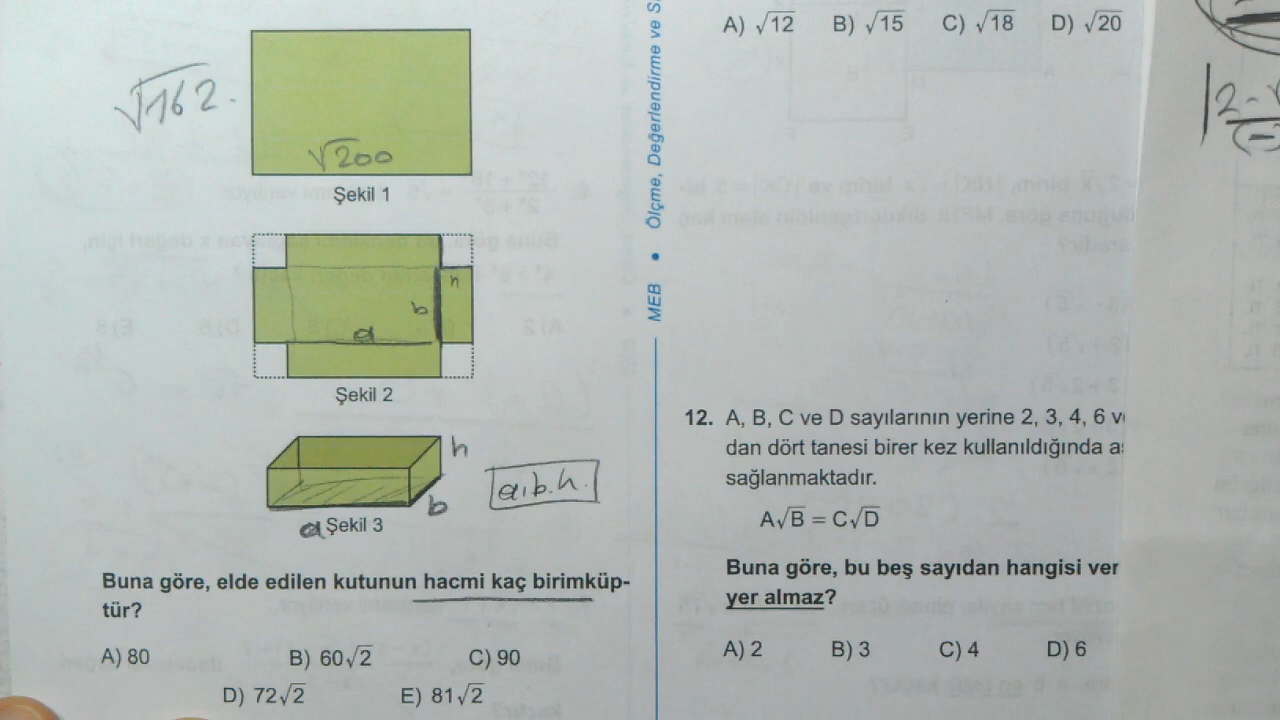 √162
√200
Şekil 1
h
b
a
Şekil 2
h
b
a
Şekil 3
a.b.h.
Buna göre, elde edilen kutunun hacmi kaç birimküp-
tür?
A) 80 B) 60√2 C) 90
D) 72√2 E) 81√2
MEB • Ölçme, Değerlendirme ve S
A) √12 B) √15 C) √18 D) √20
12. A, B, C ve D sayılarının yerine 2, 3, 4, 6
dan dört tanesi birer kez kullanıldığında
sağlanmaktadır.
A√B = C√D
Buna göre, bu beş sayıdan hangisi
yer almaz?
A) 2 B) 3 C) 4 D) 6